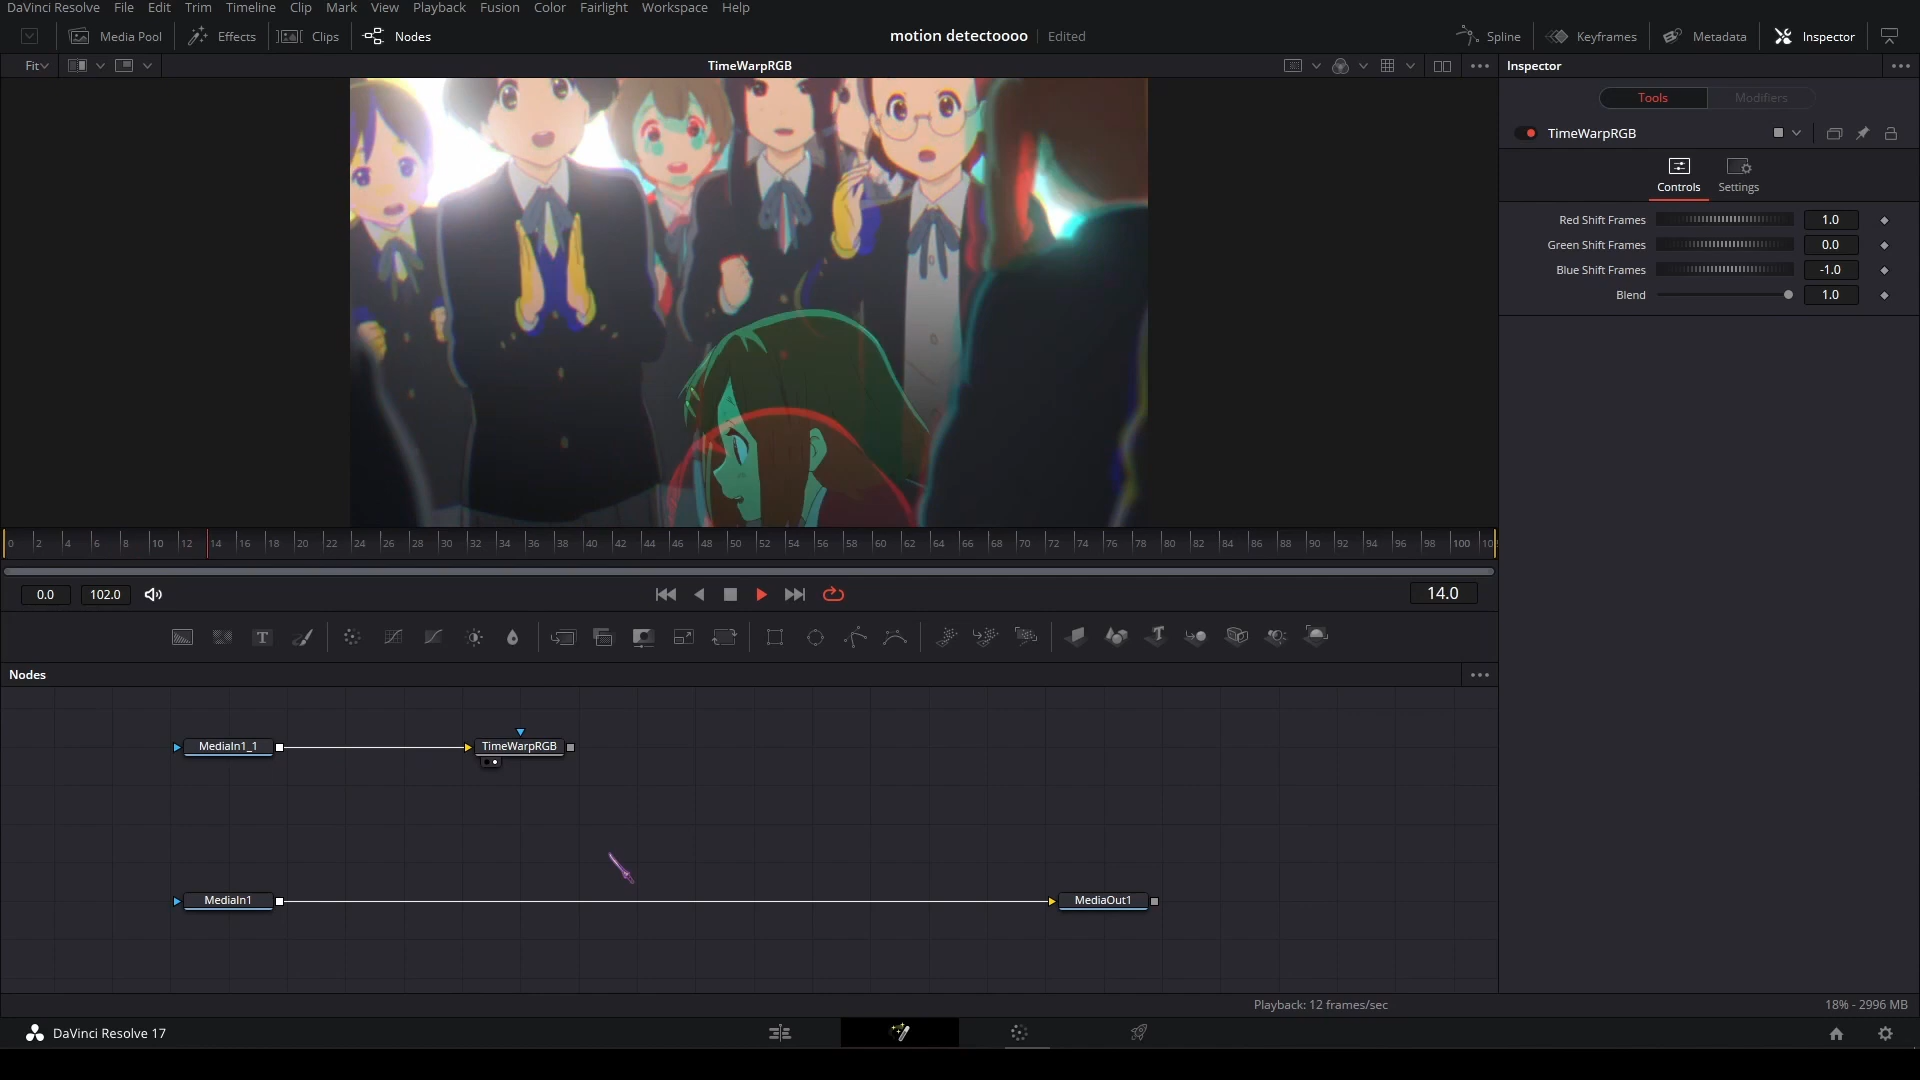 DaVinci Resolve File Edit Trim Timeline Clip Mark View Playback Fusion Color Fairlight Workspace Help
Media Pool Effects Clips Nodes motion detectoooo Edited Spline Keyframes Metadata Inspector
Fit TimeWarpRGB Inspector
Tools Modifiers
TimeWarpRGB
Controls Settings
Red Shift Frames 1.0
Green Shift Frames 0.0
Blue Shift Frames -1.0
Blend 1.0
0 2 4 6 8 10 12 14 16 18 20 22 24 26 28 30 32 34 36 38 40 42 44 46 48 50 52 54 56 58 60 62 64 66 68 70 72 74 76 78 80 82 84 86 88 90 92 94 96 98 100
0.0 102.0 14.0
T T
Nodes
MediaIn1_1 TimeWarpRGB
MediaIn1 MediaOut1
Playback: 12 frames/sec 18% - 2996 MB
DaVinci Resolve 17